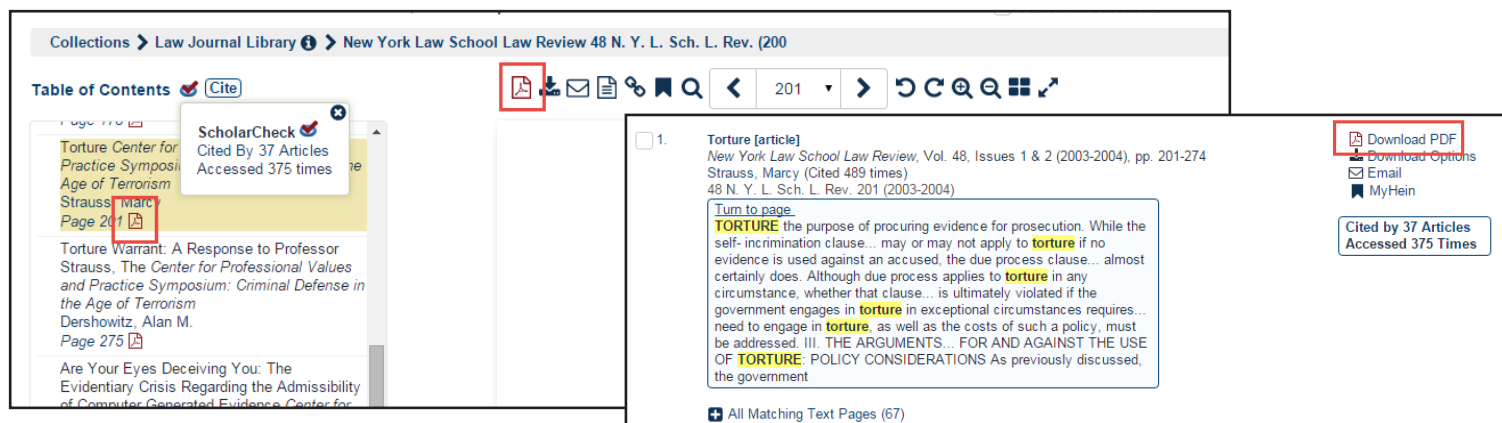 Collections > Law Journal Library > New York Law School Law Review 48 N. Y. L. Sch. L. Rev. (200
Table of Contents Cite
ScholarCheck
Cited By 37 Articles
Accessed 375 times
Torture Center for
Practice Symposi
Age of Terrorism
Strauss, Marcy
Page 201
Torture Warrant: A Response to Professor
Strauss, The Center for Professional Values
and Practice Symposium: Criminal Defense in
the Age of Terrorism
Dershowitz, Alan M.
Page 275
Are Your Eyes Deceiving You: The
Evidentiary Crisis Regarding the Admissibility
of Computer Generated Evidence Center for
201
1.
Torture [article]
New York Law School Law Review, Vol. 48, Issues 1 & 2 (2003-2004), pp. 201-274
Strauss, Marcy (Cited 489 times)
48 N. Y. L. Sch. L. Rev. 201 (2003-2004)
Turn to page
TORTURE the purpose of procuring evidence for prosecution. While the
self- incrimination clause... may or may not apply to torture if no
evidence is used against an accused, the due process clause... almost
certainly does. Although due process applies to torture in any
circumstance, whether that clause... is ultimately violated if the
government engages in torture in exceptional circumstances requires...
need to engage in torture, as well as the costs of such a policy, must
be addressed. III. THE ARGUMENTS... FOR AND AGAINST THE USE
OF TORTURE: POLICY CONSIDERATIONS As previously discussed,
the government
All Matching Text Pages (67)
Download PDF
Download Options
Email
MyHein
Cited by 37 Articles
Accessed 375 Times